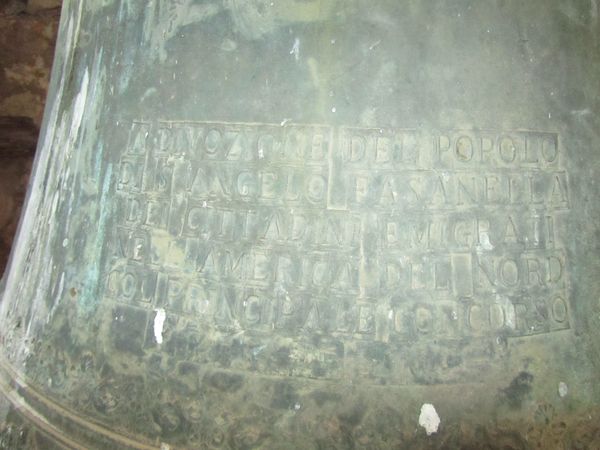 A DIVOZIONE DEL POPOLO
DI S. ANGELO FASANELLA
DEI CITTADINI EMIGRATI
NELL'AMERICA DEL NORD
COL PRINCIPALE CONCORSO